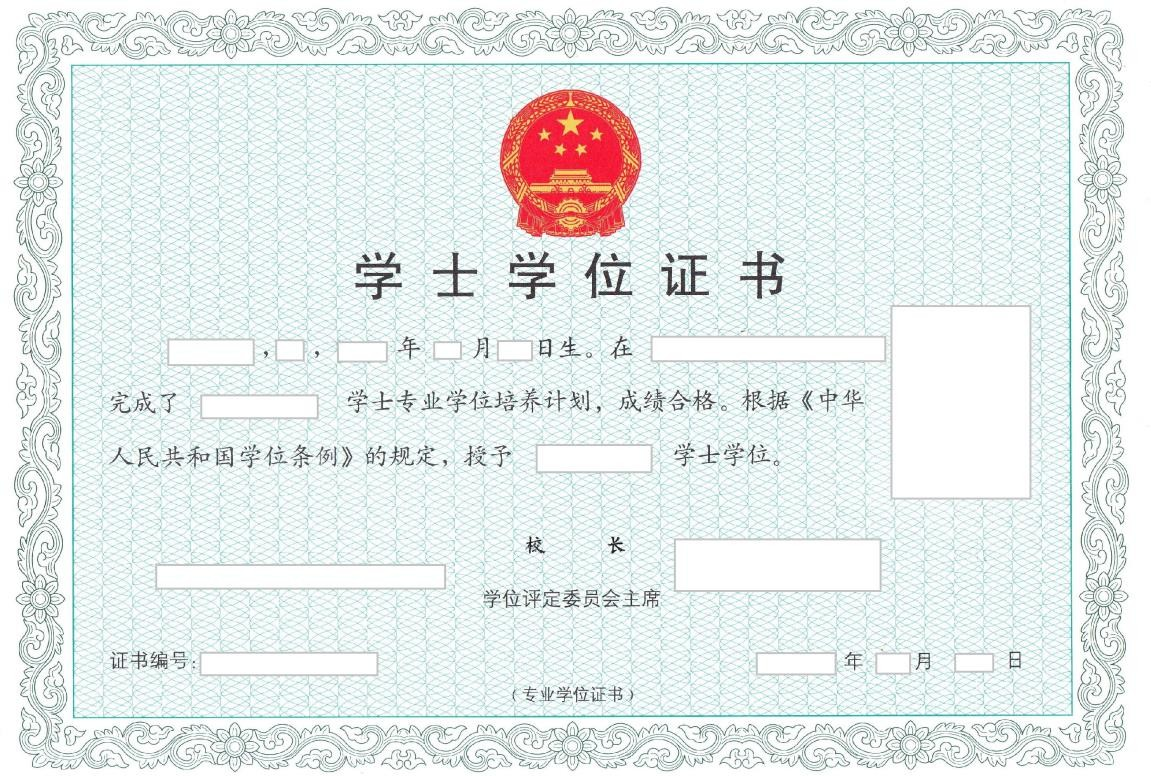 学士学位证书
，，年月日生。在
完成了 学士专业学位培养计划，成绩合格。根据《中华
人民共和国学位条例》的规定，授予 学士学位。
校 长
学位评定委员会主席
证书编号:
年 月 日
（专业学位证书）